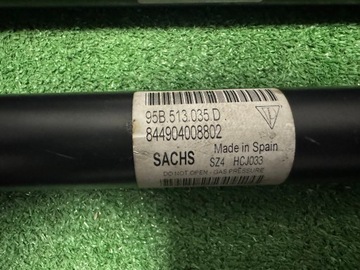 95B.513.035 D
844904008802
SACHS Made in Spain
SZ4 HCJ033
DO NOT OPEN - GAS PRESSURE